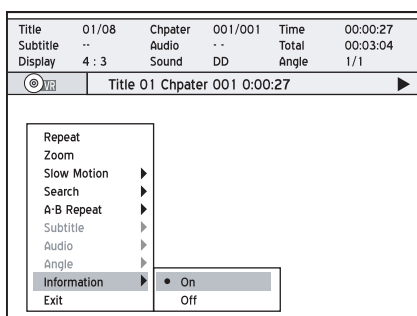 Title 01/08 Chpater 001/001 Time 00:00:27
Subtitle -- Audio - - Total 00:03:04
Display 4 : 3 Sound DD Angle 1/1
VR Title 01 Chpater 001 0:00:27
Repeat
Zoom
Slow Motion
Search
A-B Repeat
Subtitle
Audio
Angle
Information • On
Exit Off